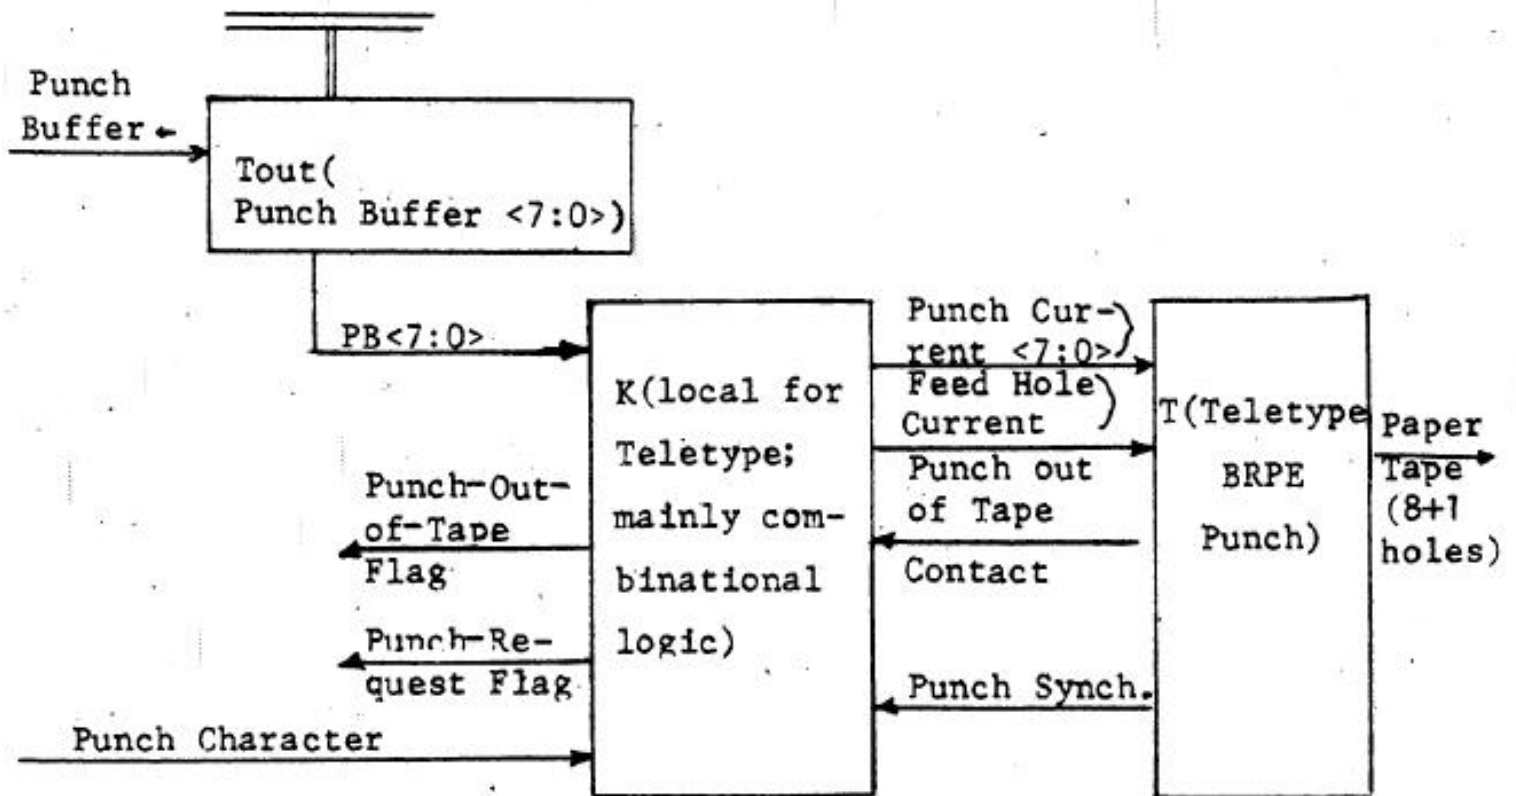 Punch
Buffer ←
Tout(
Punch Buffer <7:0>)
PB<7:0>
Punch-Out-
of-Tape
Flag
Punch-Re-
quest Flag
Punch Character
K(local for
Teletype;
mainly com-
binational
logic)
Punch Cur-
rent <7:0>
Feed Hole
Current
Punch out
of Tape
Contact
Punch Synch.
T(Teletype
BRPE
Punch)
Paper
Tape
(8+1
holes)